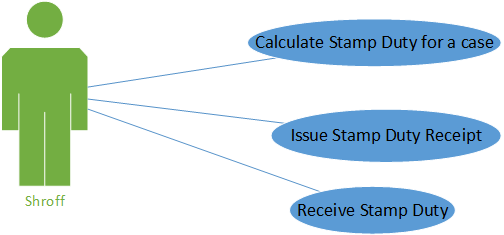 Calculate Stamp Duty for a case
Issue Stamp Duty Receipt
Shroff
Receive Stamp Duty